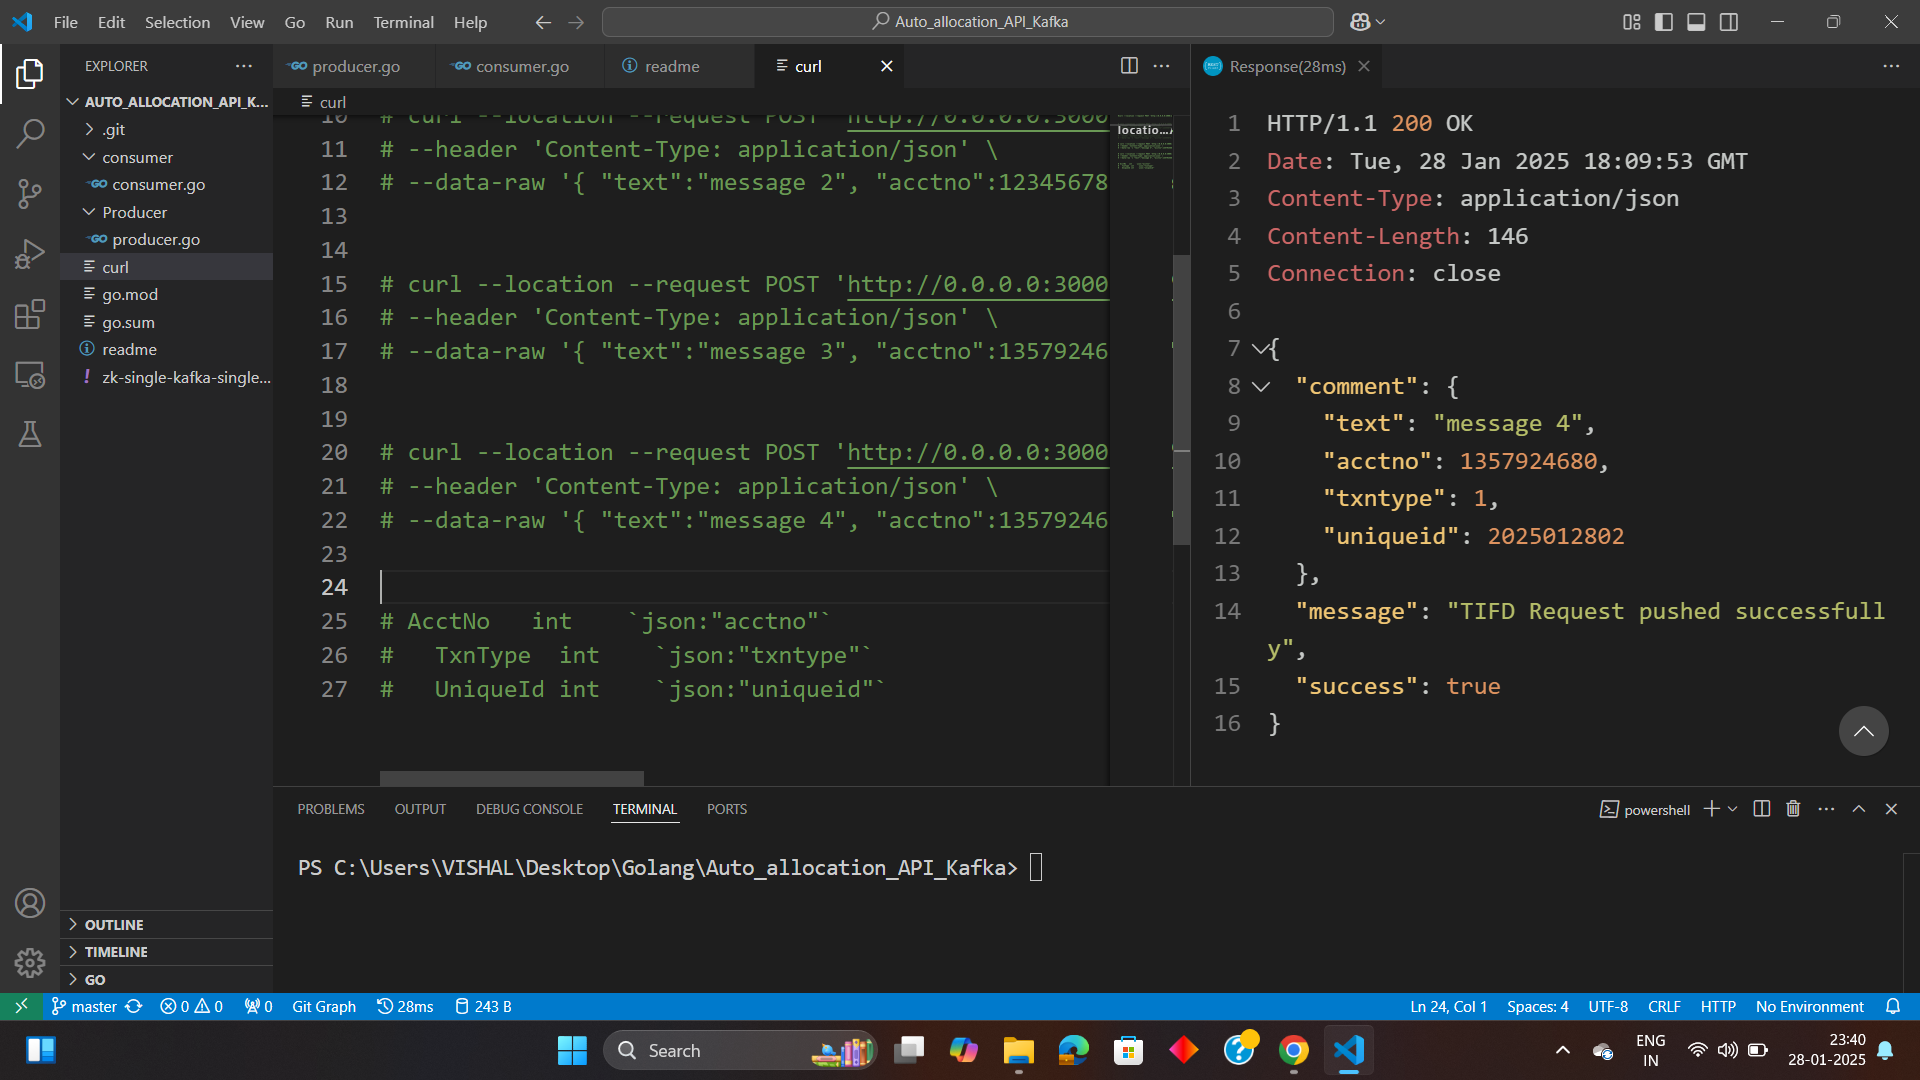 File Edit Selection View Go Run Terminal Help
Auto_allocation_API_Kafka
EXPLORER
AUTO_ALLOCATION_API_K...
.git
consumer
consumer.go
Producer
producer.go
curl
go.mod
go.sum
readme
zk-single-kafka-single...
OUTLINE
TIMELINE
GO
producer.go consumer.go readme curl
curl
10 # curl --location --request POST 'http://0.0.0.0:3000
11 # --header 'Content-Type: application/json' \
12 # --data-raw '{ "text":"message 2", "acctno":12345678
13
14
15 # curl --location --request POST 'http://0.0.0.0:3000
16 # --header 'Content-Type: application/json' \
17 # --data-raw '{ "text":"message 3", "acctno":13579246
18
19
20 # curl --location --request POST 'http://0.0.0.0:3000
21 # --header 'Content-Type: application/json' \
22 # --data-raw '{ "text":"message 4", "acctno":13579246
23
24
25 # AcctNo int `json:"acctno"`
26 # TxnType int `json:"txntype"`
27 # UniqueId int `json:"uniqueid"`
Response(28ms)
1 HTTP/1.1 200 OK
2 Date: Tue, 28 Jan 2025 18:09:53 GMT
3 Content-Type: application/json
4 Content-Length: 146
5 Connection: close
6
7 {
8 "comment": {
9 "text": "message 4",
10 "acctno": 1357924680,
11 "txntype": 1,
12 "uniqueid": 2025012802
13 },
14 "message": "TIFD Request pushed successfull
y",
15 "success": true
16 }
PROBLEMS OUTPUT DEBUG CONSOLE TERMINAL PORTS
powershell
PS C:\Users\VISHAL\Desktop\Golang\Auto_allocation_API_Kafka>
master 0 0 0 Git Graph 28ms 243 B
Ln 24, Col 1 Spaces: 4 UTF-8 CRLF HTTP No Environment
Search
ENG
IN
23:40
28-01-2025